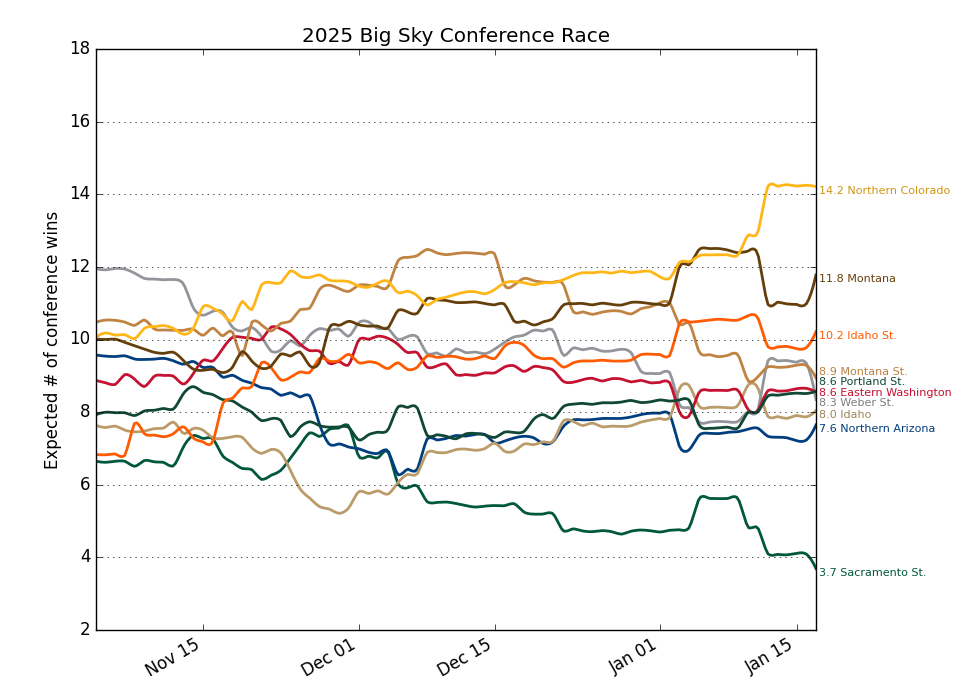 2025 Big Sky Conference Race
Expected # of conference wins
18
16
14
12
10
8
6
4
2
Nov 15
Dec 01
Dec 15
Jan 01
Jan 15
14.2 Northern Colorado
11.8 Montana
10.2 Idaho St.
8.9 Montana St.
8.6 Portland St.
8.6 Eastern Washington
8.3 Weber St.
8.0 Idaho
7.6 Northern Arizona
3.7 Sacramento St.